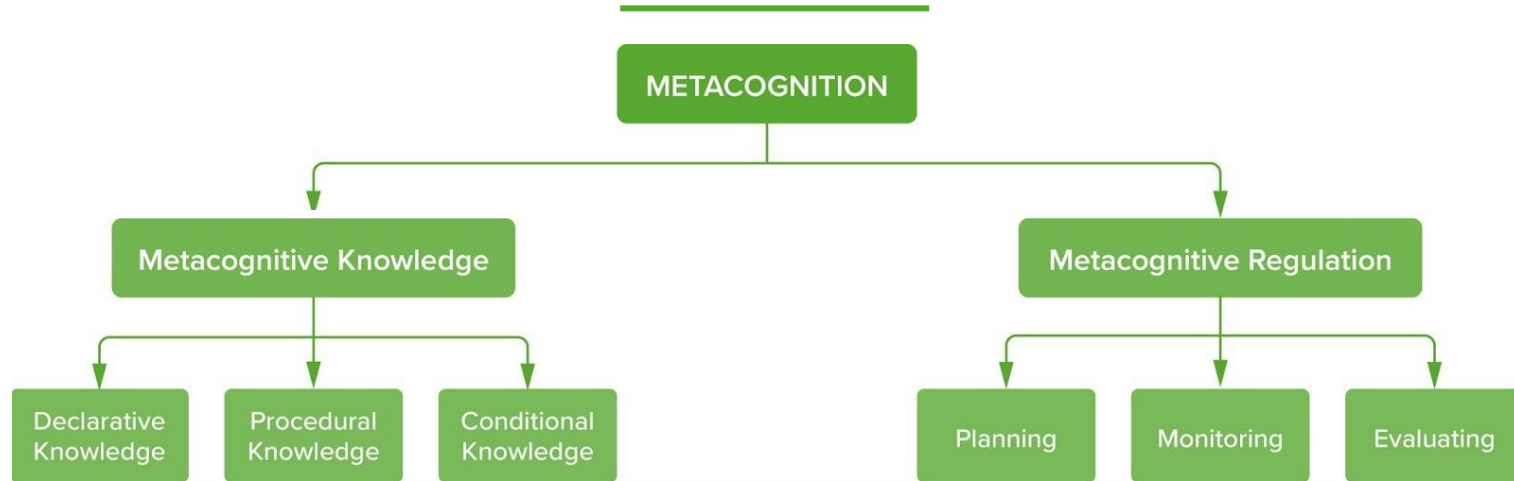 METACOGNITION
Metacognitive Knowledge
Metacognitive Regulation
Declarative
Knowledge
Procedural
Knowledge
Conditional
Knowledge
Planning
Monitoring
Evaluating